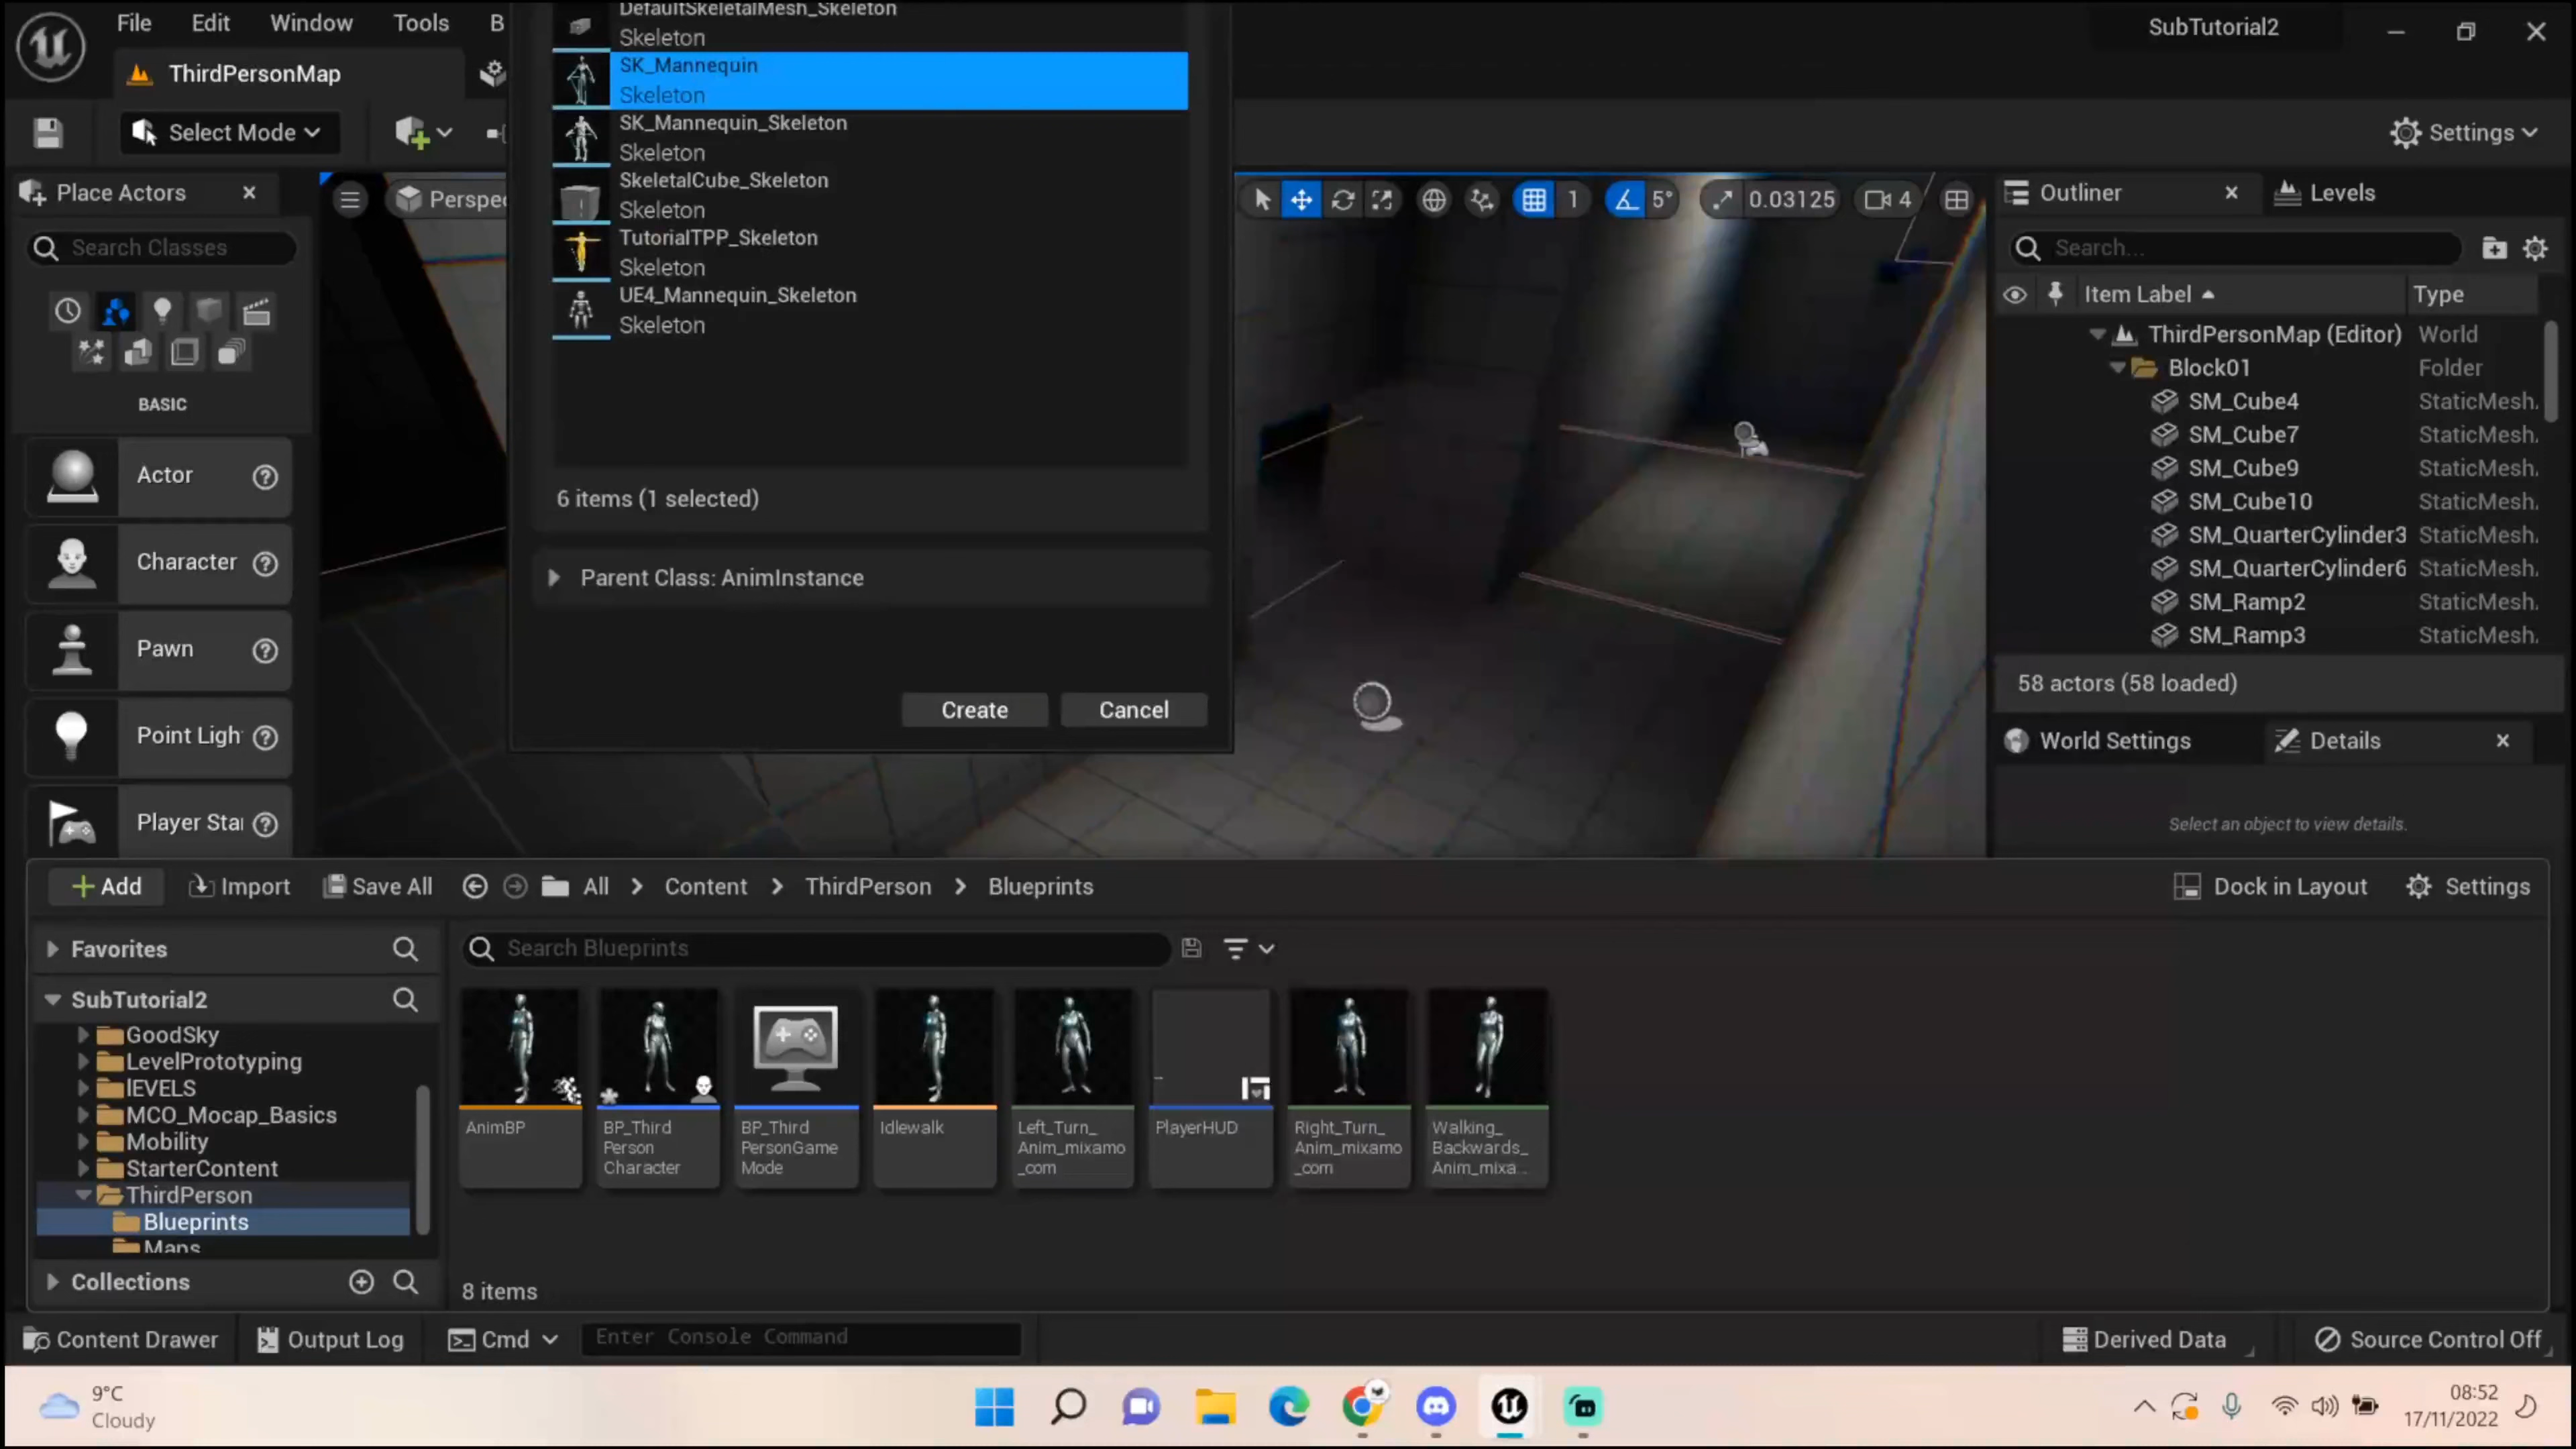 File Edit Window Tools B
SubTutorial2
ThirdPersonMap
Select Mode
Settings
DefaultSkeletalMesh_Skeleton
Skeleton
SK_Mannequin
Skeleton
SK_Mannequin_Skeleton
Skeleton
SkeletalCube_Skeleton
Skeleton
TutorialTPP_Skeleton
Skeleton
UE4_Mannequin_Skeleton
Skeleton
6 items (1 selected)
Parent Class: AnimInstance
Create Cancel
Place Actors
Search Classes
BASIC
Actor
Character
Pawn
Point Ligh
Player Sta
Perspe
1 5° 0.03125 4
Outliner Levels
Search...
Item Label Type
ThirdPersonMap (Editor) World
Block01 Folder
SM_Cube4 StaticMesh
SM_Cube7 StaticMesh
SM_Cube9 StaticMesh
SM_Cube10 StaticMesh
SM_QuarterCylinder3 StaticMesh
SM_QuarterCylinder6 StaticMesh
SM_Ramp2 StaticMesh
SM_Ramp3 StaticMesh
58 actors (58 loaded)
World Settings Details
Select an object to view details.
Add Import Save All All Content ThirdPerson Blueprints
Dock in Layout Settings
Favorites
SubTutorial2
GoodSky
LevelPrototyping
lEVELS
MCO_Mocap_Basics
Mobility
StarterContent
ThirdPerson
Blueprints
Maps
Collections
Search Blueprints
AnimBP
BP_Third
Person
Character
BP_Third
PersonGame
Mode
Idlewalk
Left_Turn_
Anim_mixamo
_com
PlayerHUD
Right_Turn_
Anim_mixamo
_com
Walking_
Backwards_
Anim_mixa...
8 items
Content Drawer Output Log Cmd Enter Console Command
Derived Data Source Control Off
9°C
Cloudy
08:52
17/11/2022